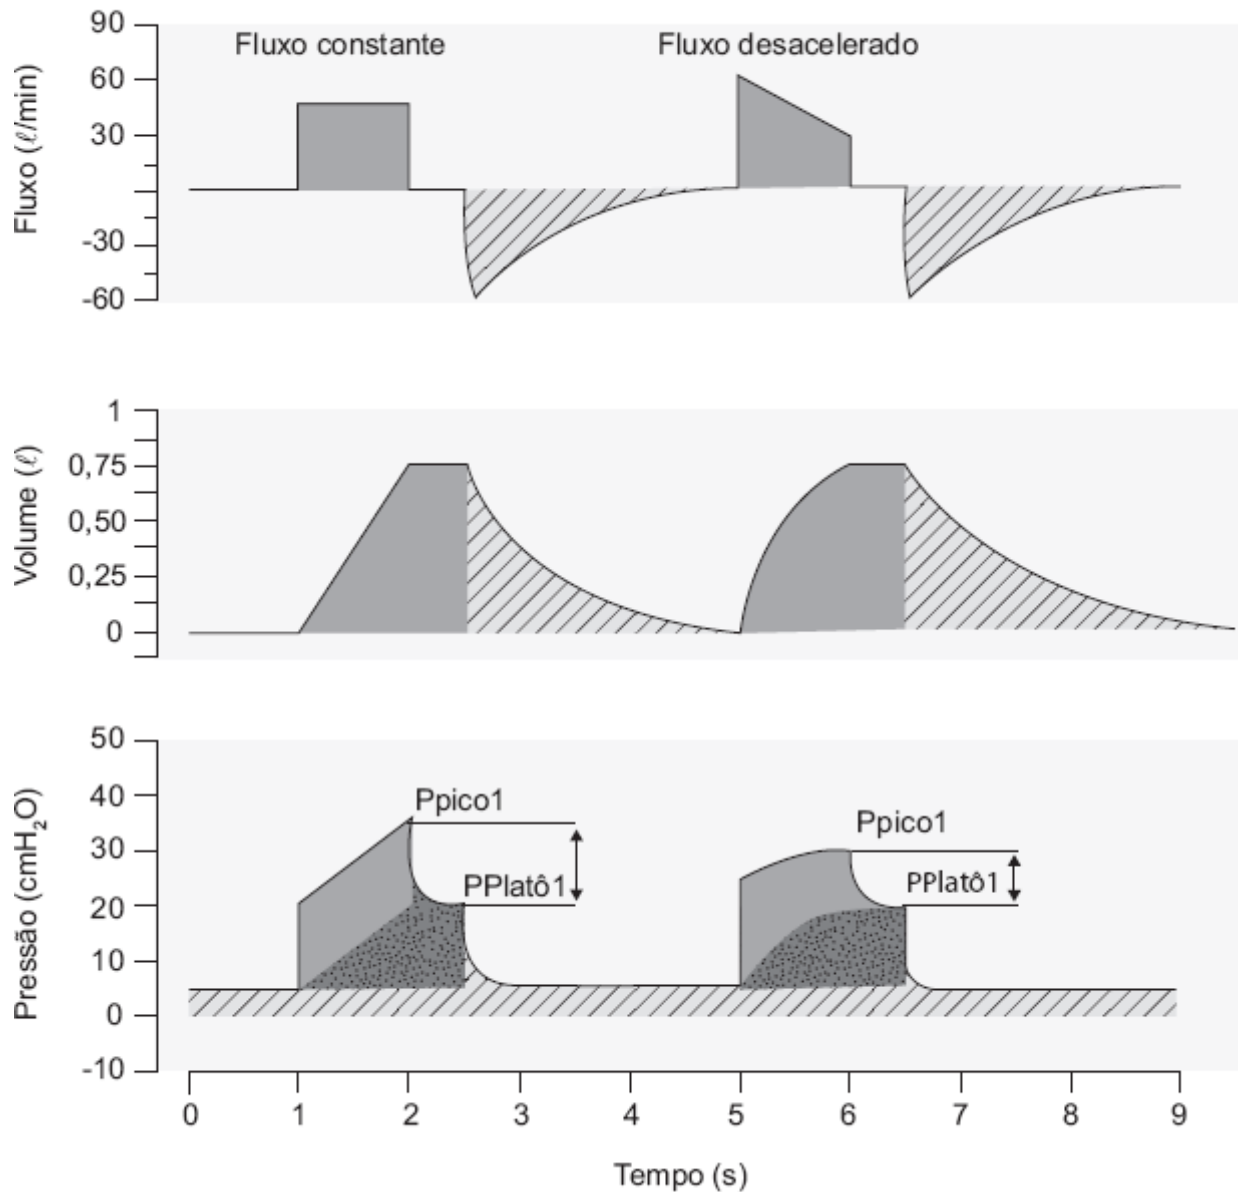 Fluxo constante
Fluxo desacelerado
Fluxo (ℓ/min)
90
60
30
-30
-60
Volume (ℓ)
1
0,75
0,50
0,25
0
Pressão (cmH₂O)
50
40
30
20
10
0
-10
Ppico1
PPlatô1
Ppico1
PPlatô1
0 1 2 3 4 5 6 7 8 9
Tempo (s)